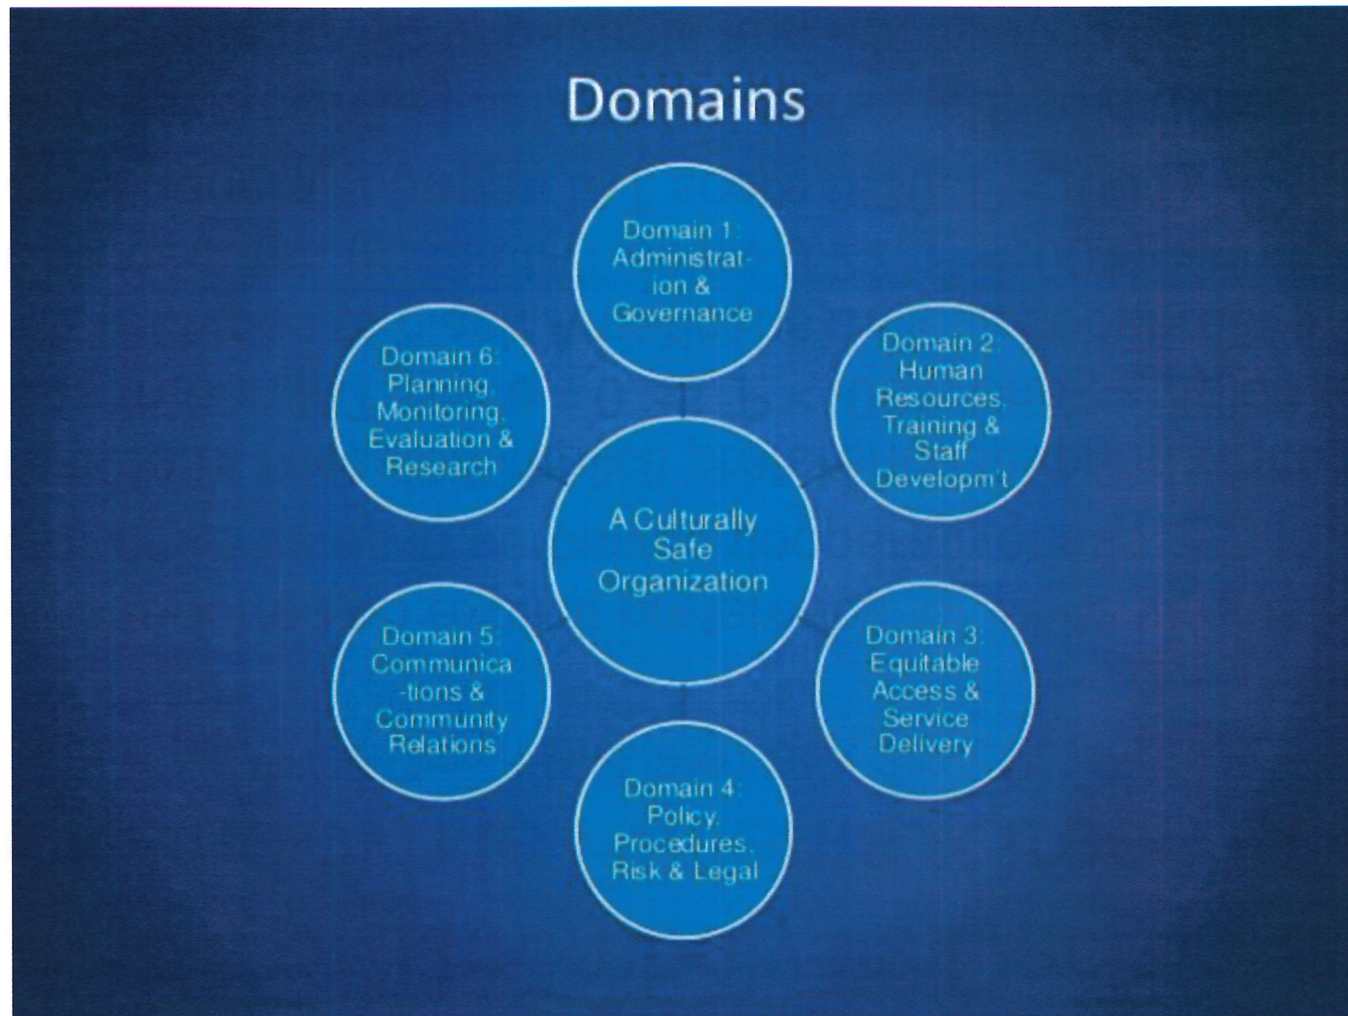 Domains
Domain 1:
Administrat-
ion &
Governance
Domain 2:
Human
Resources,
Training &
Staff
Developm't
Domain 3:
Equitable
Access &
Service
Delivery
Domain 4:
Policy,
Procedures,
Risk & Legal
Domain 5:
Communica
-tions &
Community
Relations
Domain 6:
Planning,
Monitoring,
Evaluation &
Research
A Culturally
Safe
Organization